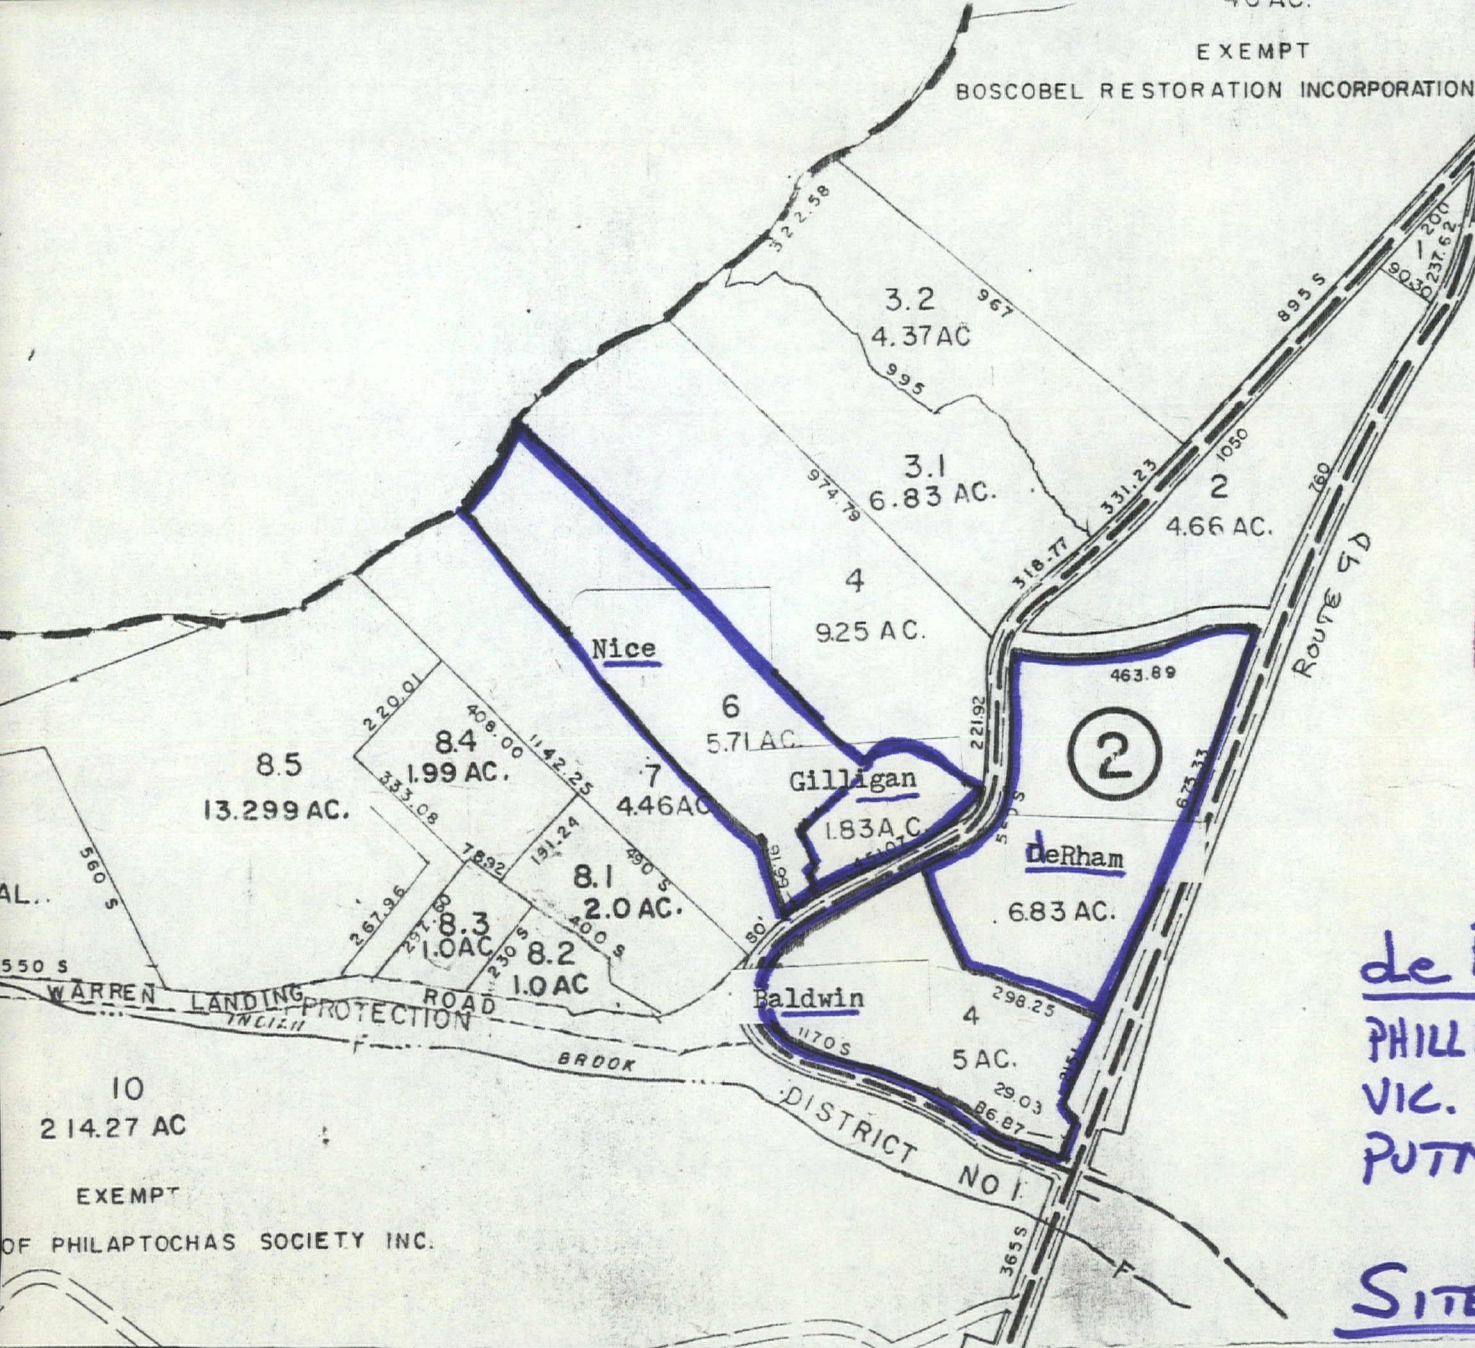 EXEMPT
BOSCOBEL RESTORATION INCORPORATION
322.58
967
3.2
4.37 AC
995
895 S
1
200
237.62
90.30
3.1
6.83 AC.
974.79
331.23
1050
2
4.66 AC.
760
ROUTE 9D
318.77
4
9.25 AC.
Nice
6
5.71 AC.
221.92
463.89
2
675.33
220.01
408.00
1142.25
8.4
1.99 AC.
8.5
13.299 AC.
333.08
7
4.46 AC
Gilligan
1.83 A.C.
DeRham
6.83 AC.
560 S
191.24
490 S
78.92
8.1
2.0 AC.
400 S
267.96
8.3
1.0 AC
230 S
8.2
1.0 AC
50'
AL..
550 S
WARREN LANDING ROAD
PROTECTION
BROOK
DISTRICT NO 1
Baldwin
1170 S
298.25
4
5 AC.
29.03
86.87
365 S
F
F
10
214.27 AC
EXEMPT
OF PHILAPTOCHAS SOCIETY INC.
de
PHILL
VIC.
PUTN
SITE